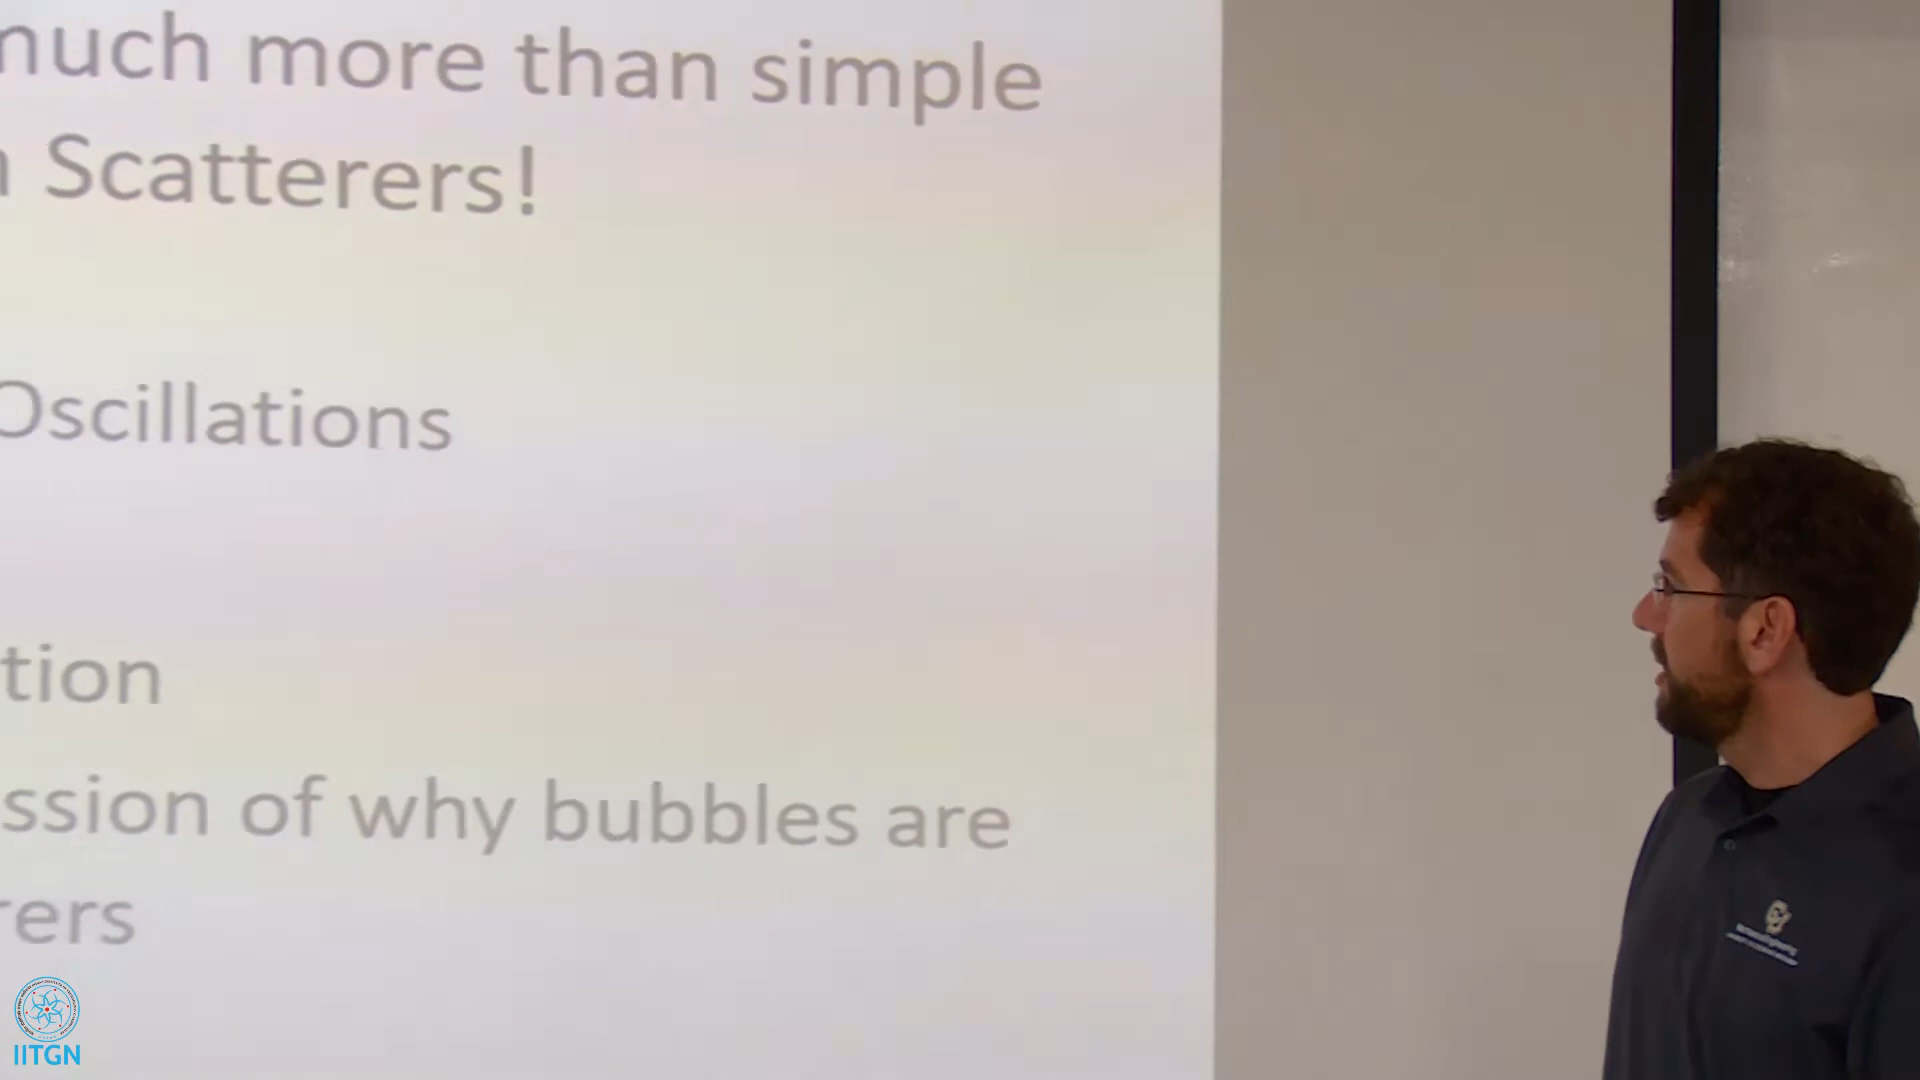 much more than simple
Scatterers!
Oscillations
tion
ssion of why bubbles are
rers
IITGN